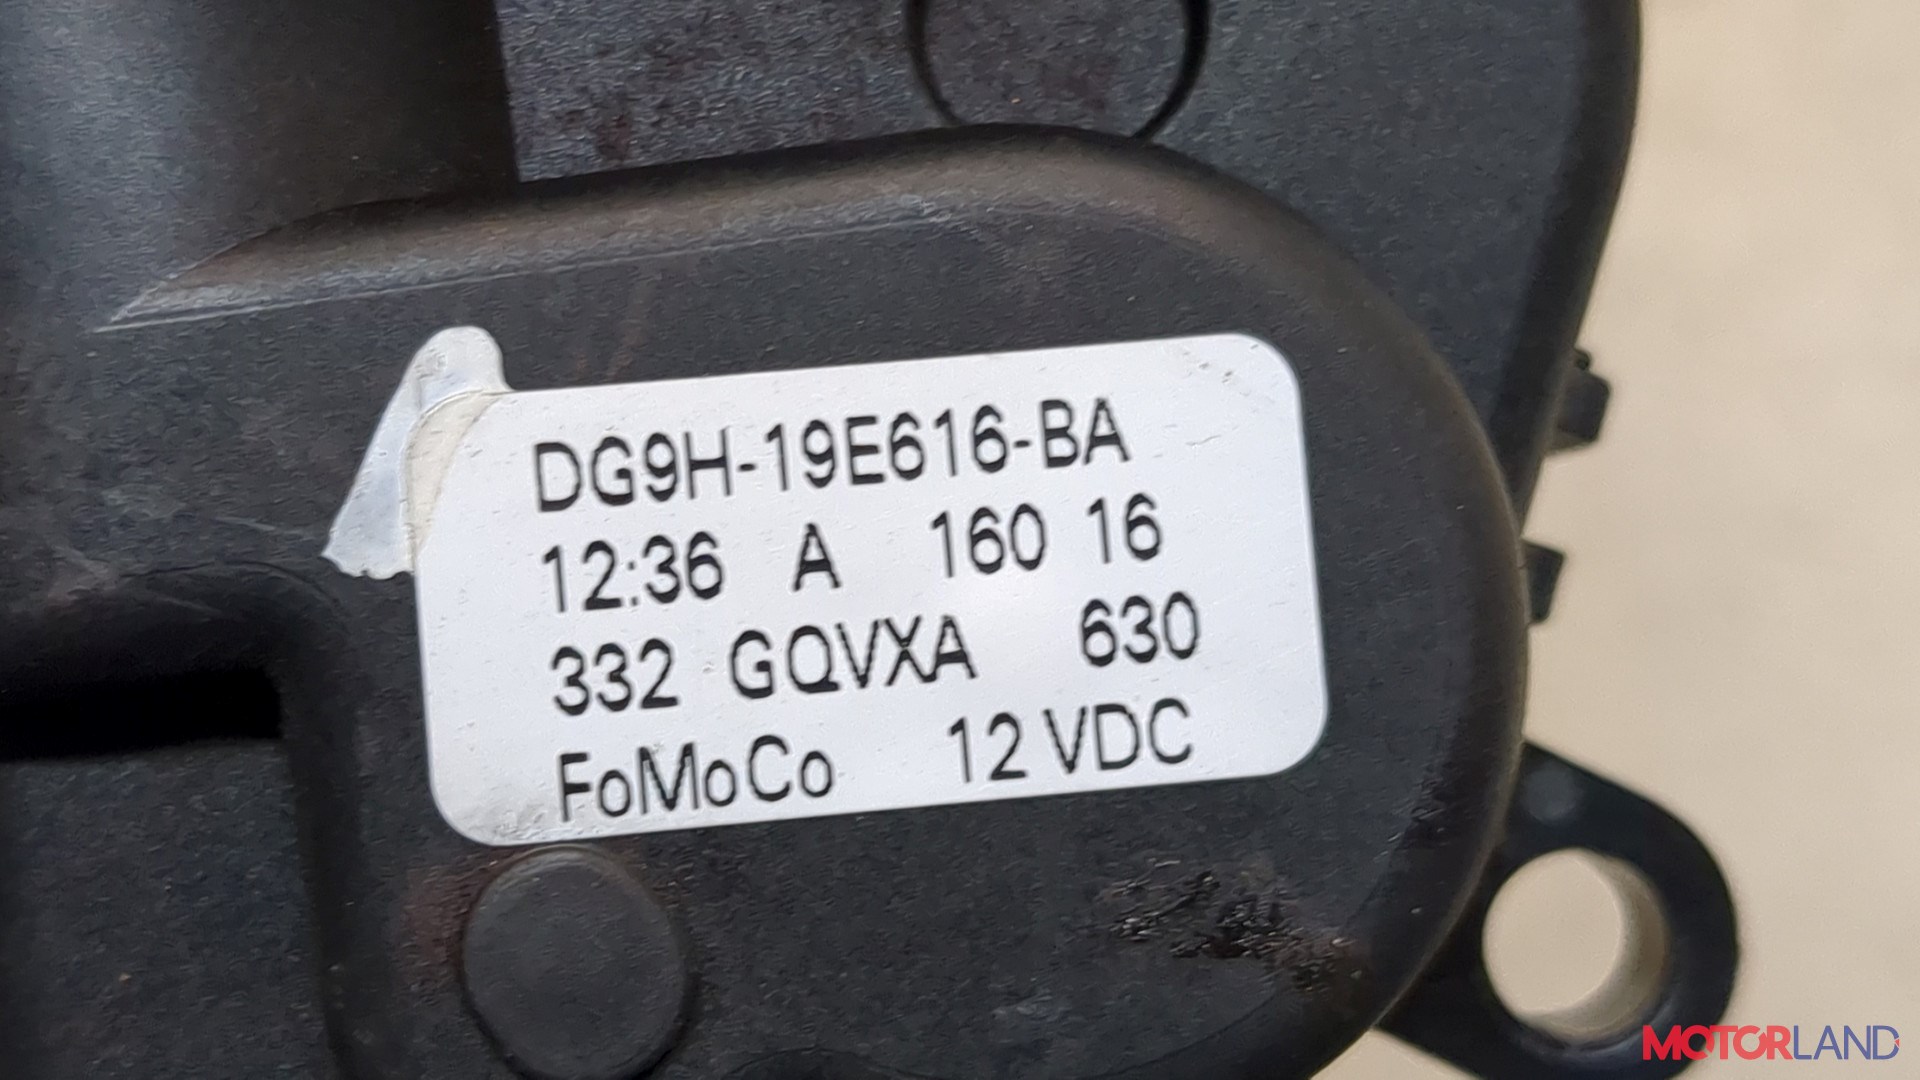 DG9H-19E616-BA
12:36 A 160 16
332 GQVXA 630
FoMoCo 12 VDC
MOTORLAND